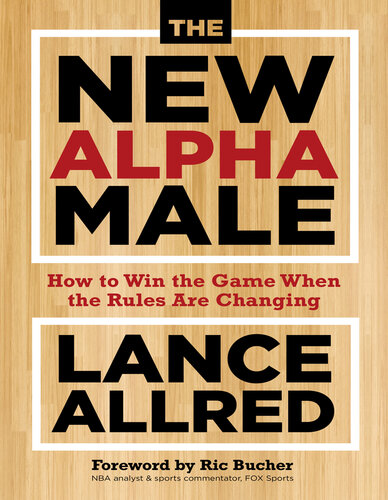 THE
NEW
ALPHA
MALE
How to Win the Game When
the Rules Are Changing
LANCE
ALLRED
Foreword by Ric Bucher
NBA analyst & sports commentator, FOX Sports